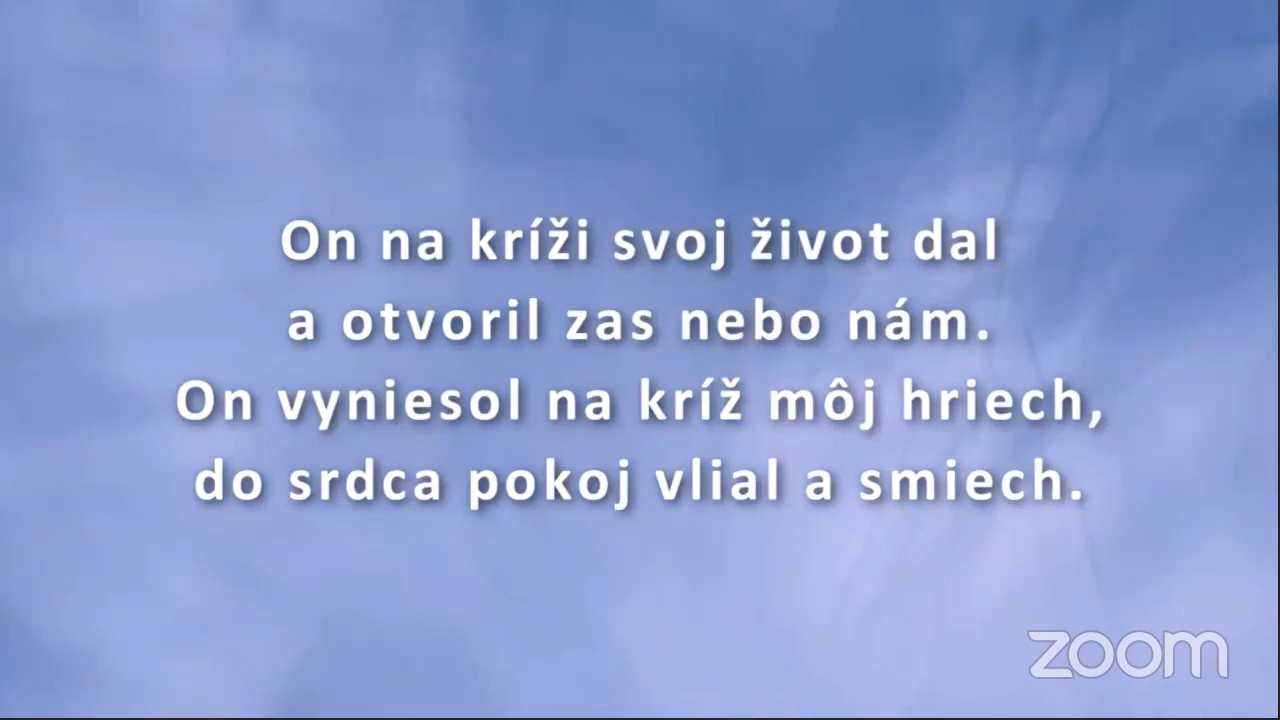 On na kríži svoj život dal
a otvoril zas nebo nám.
On vyniesol na kríž môj hriech,
do srdca pokoj vlial a smiech.
zoom